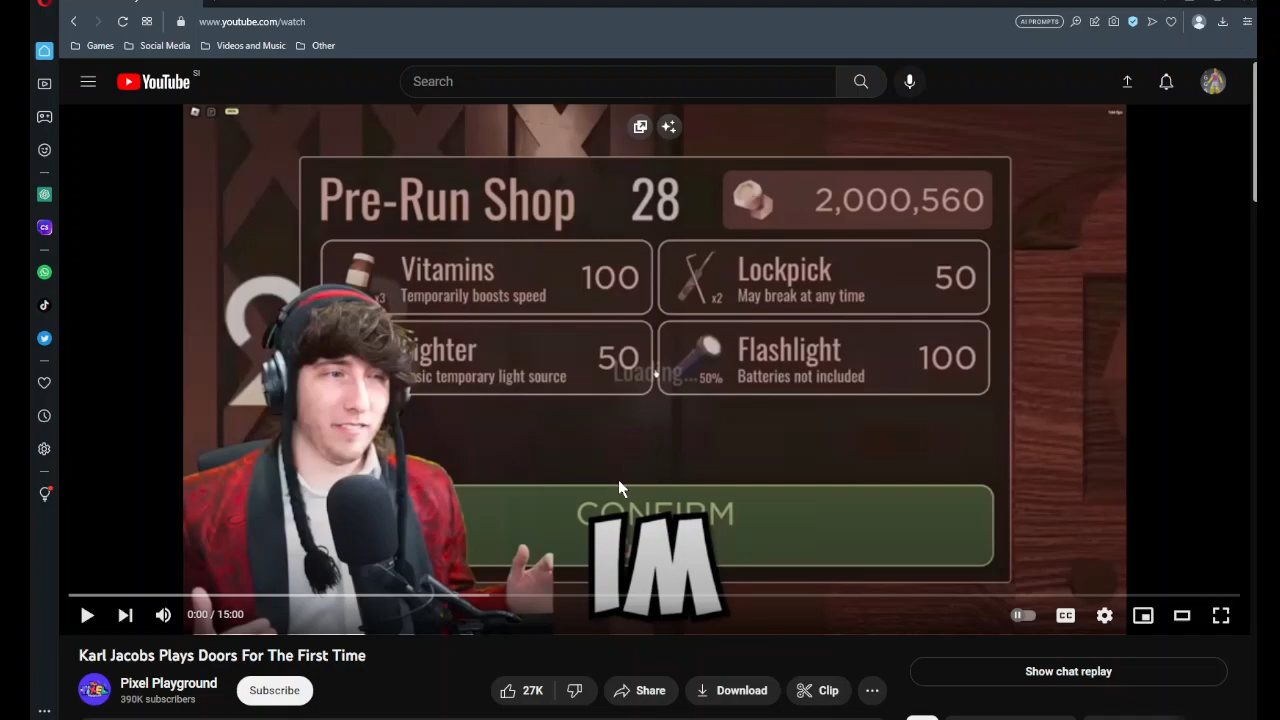 www.youtube.com/watch
AI PROMPTS
Games
Social Media
Videos and Music
Other
YouTube SI
Search
Pre-Run Shop 28 2,000,560
Vitamins 100
x3 Temporarily boosts speed
Lockpick 50
x2 May break at any time
ighter 50
sic temporary light source
Flashlight 100
50% Batteries not included
Loading...
CONFIRM
IM
0:00 / 15:00
CC
Karl Jacobs Plays Doors For The First Time
Pixel Playground
390K subscribers
Subscribe
27K
Share
Download
Clip
Show chat replay